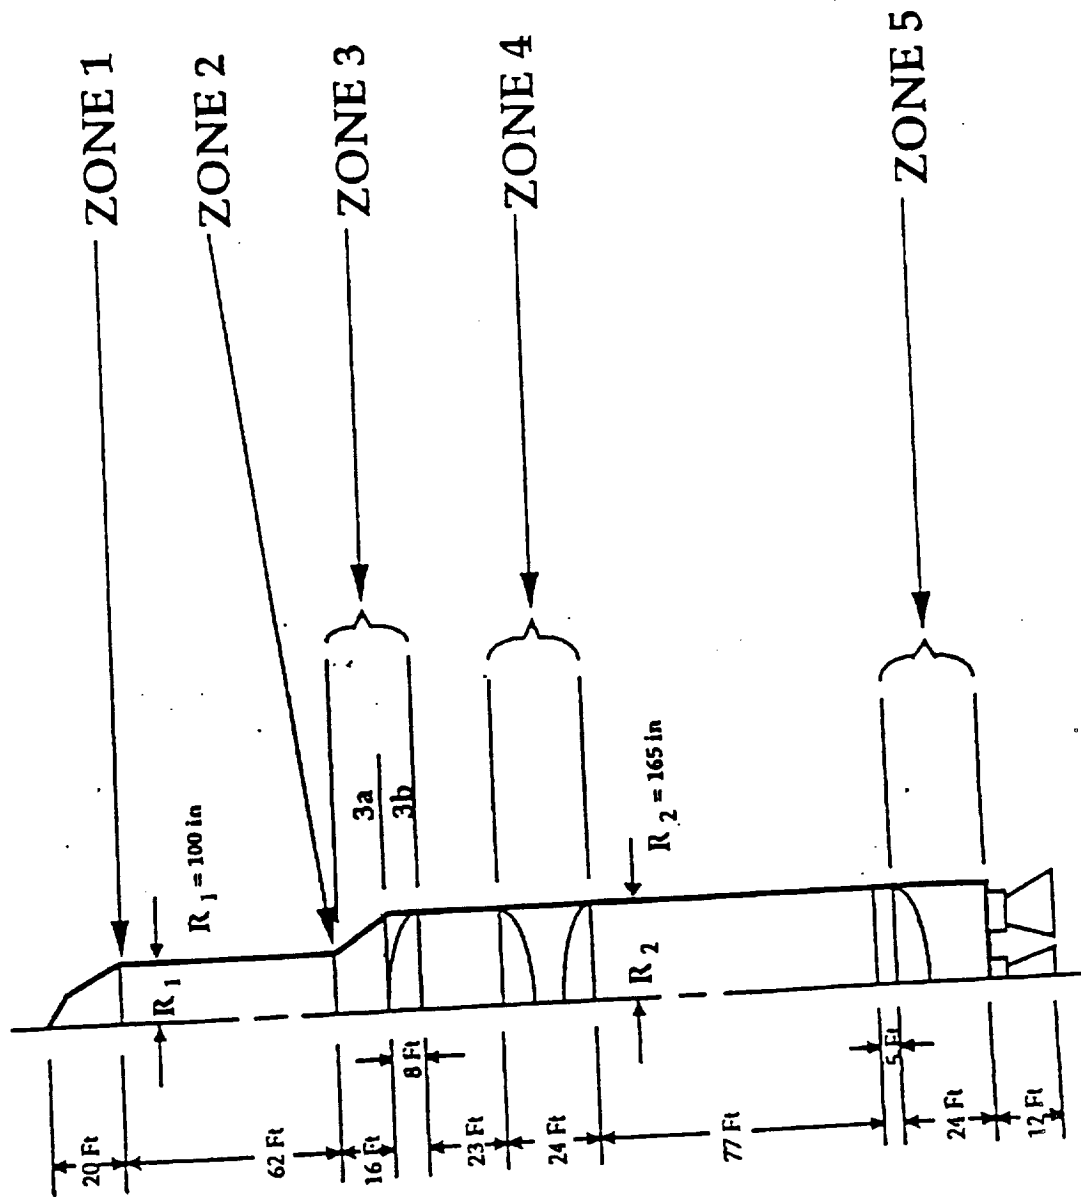 ZONE 1
ZONE 2
ZONE 3
ZONE 4
ZONE 5
R1 = 100 in
R1
3a
3b
R2 = 165 in
R2
20 Ft
62 Ft
16 Ft
8 Ft
23 Ft
24 Ft
77 Ft
5 Ft
24 Ft
12 Ft